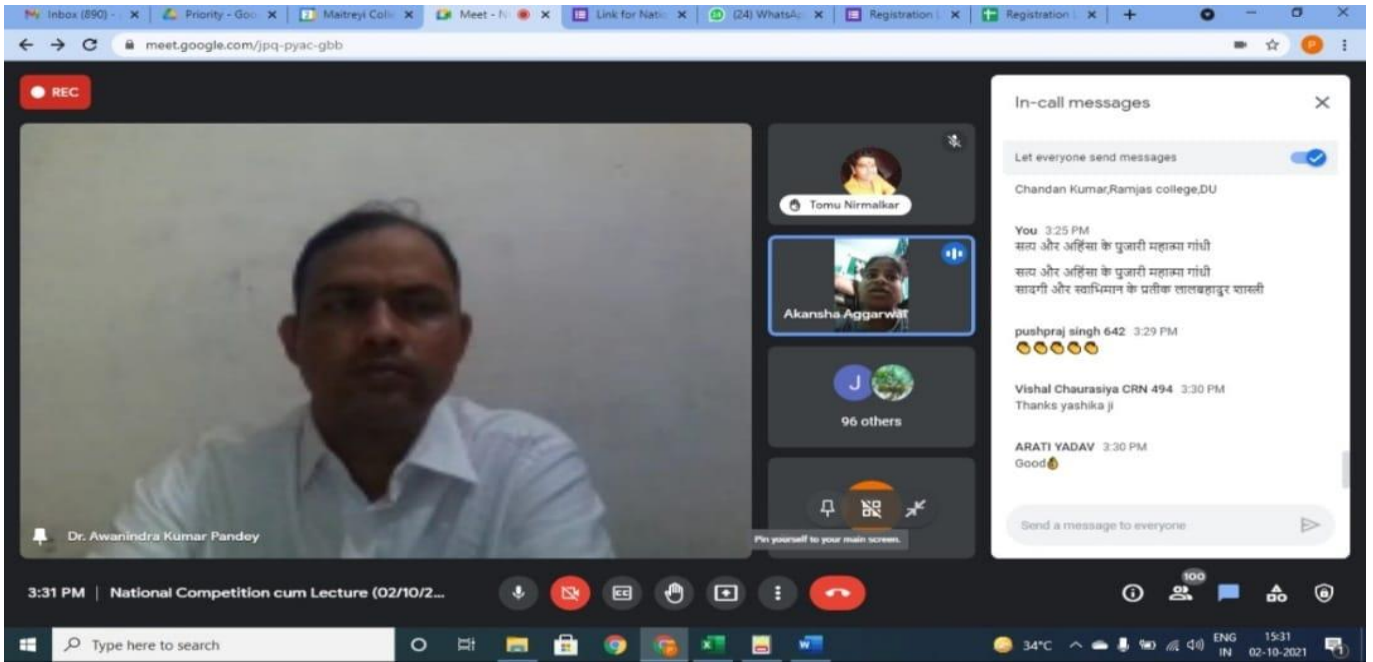 Inbox (890) -
Priority - Goo
Maitreyi Colle
Meet - N
Link for Natio
(24) WhatsAp
Registration L
Registration L
meet.google.com/jpq-pyac-gbb
P
REC
In-call messages
Let everyone send messages
Chandan Kumar,Ramjas college,DU
You 3:25 PM
सत्य और अहिंसा के पुजारी महात्मा गांधी
सत्य और अहिंसा के पुजारी महात्मा गांधी
सादगी और स्वाभिमान के प्रतीक लालबहादुर शास्त्री
pushpraj singh 642 3:29 PM
Vishal Chaurasiya CRN 494 3:30 PM
Thanks yashika ji
ARATI YADAV 3:30 PM
Good
Send a message to everyone
Tomu Nirmalkar
Akansha Aggarwal
J
96 others
Pin yourself to your main screen.
Dr. Awanindra Kumar Pandey
3:31 PM | National Competition cum Lecture (02/10/2...
100
Type here to search
34°C
ENG
IN
15:31
02-10-2021